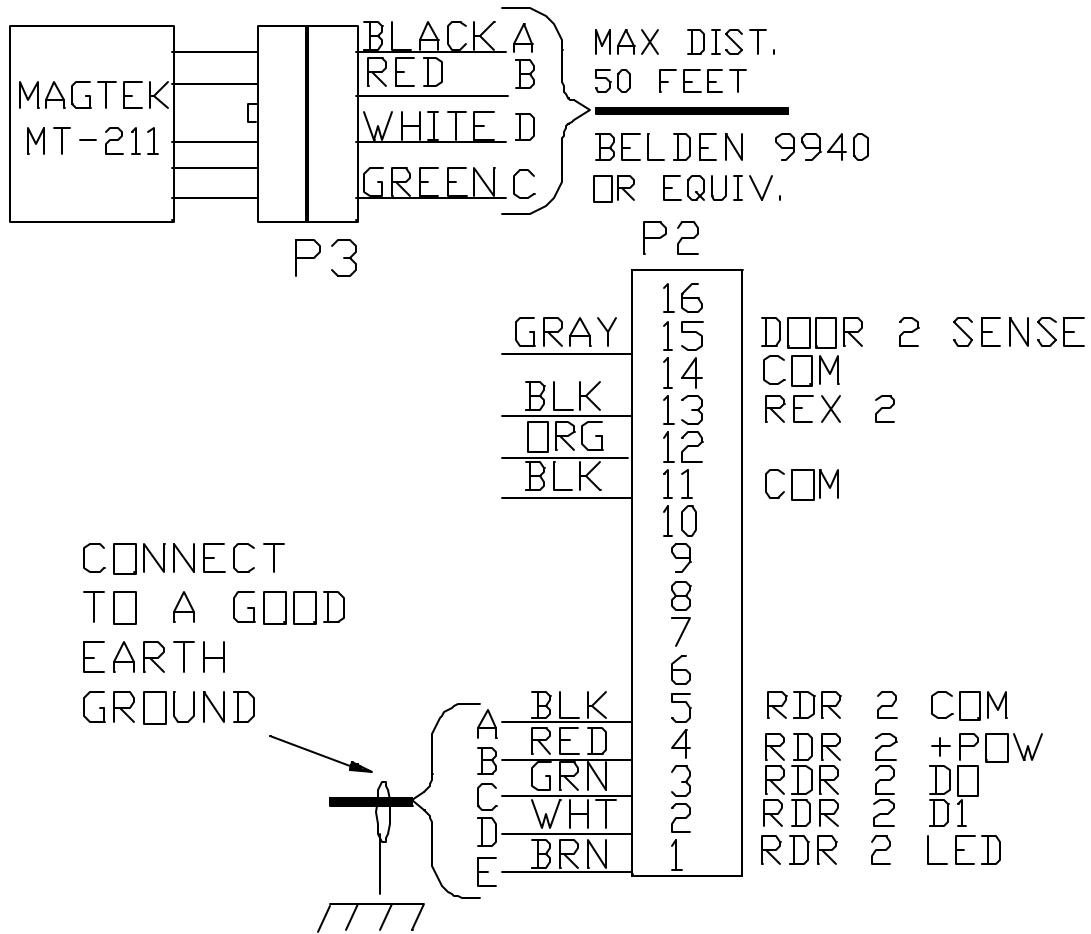 MAGTEK
MT-211
BLACK A
RED B
WHITE D
GREEN C
MAX DIST.
50 FEET
BELDEN 9940
OR EQUIV.
P3
P2
16
GRAY 15 DOOR 2 SENSE
14 COM
BLK 13 REX 2
ORG 12
BLK 11 COM
10
9
8
7
6
CONNECT
TO A GOOD
EARTH
GROUND
A BLK 5 RDR 2 COM
B RED 4 RDR 2 +POW
C GRN 3 RDR 2 DO
D WHT 2 RDR 2 D1
E BRN 1 RDR 2 LED